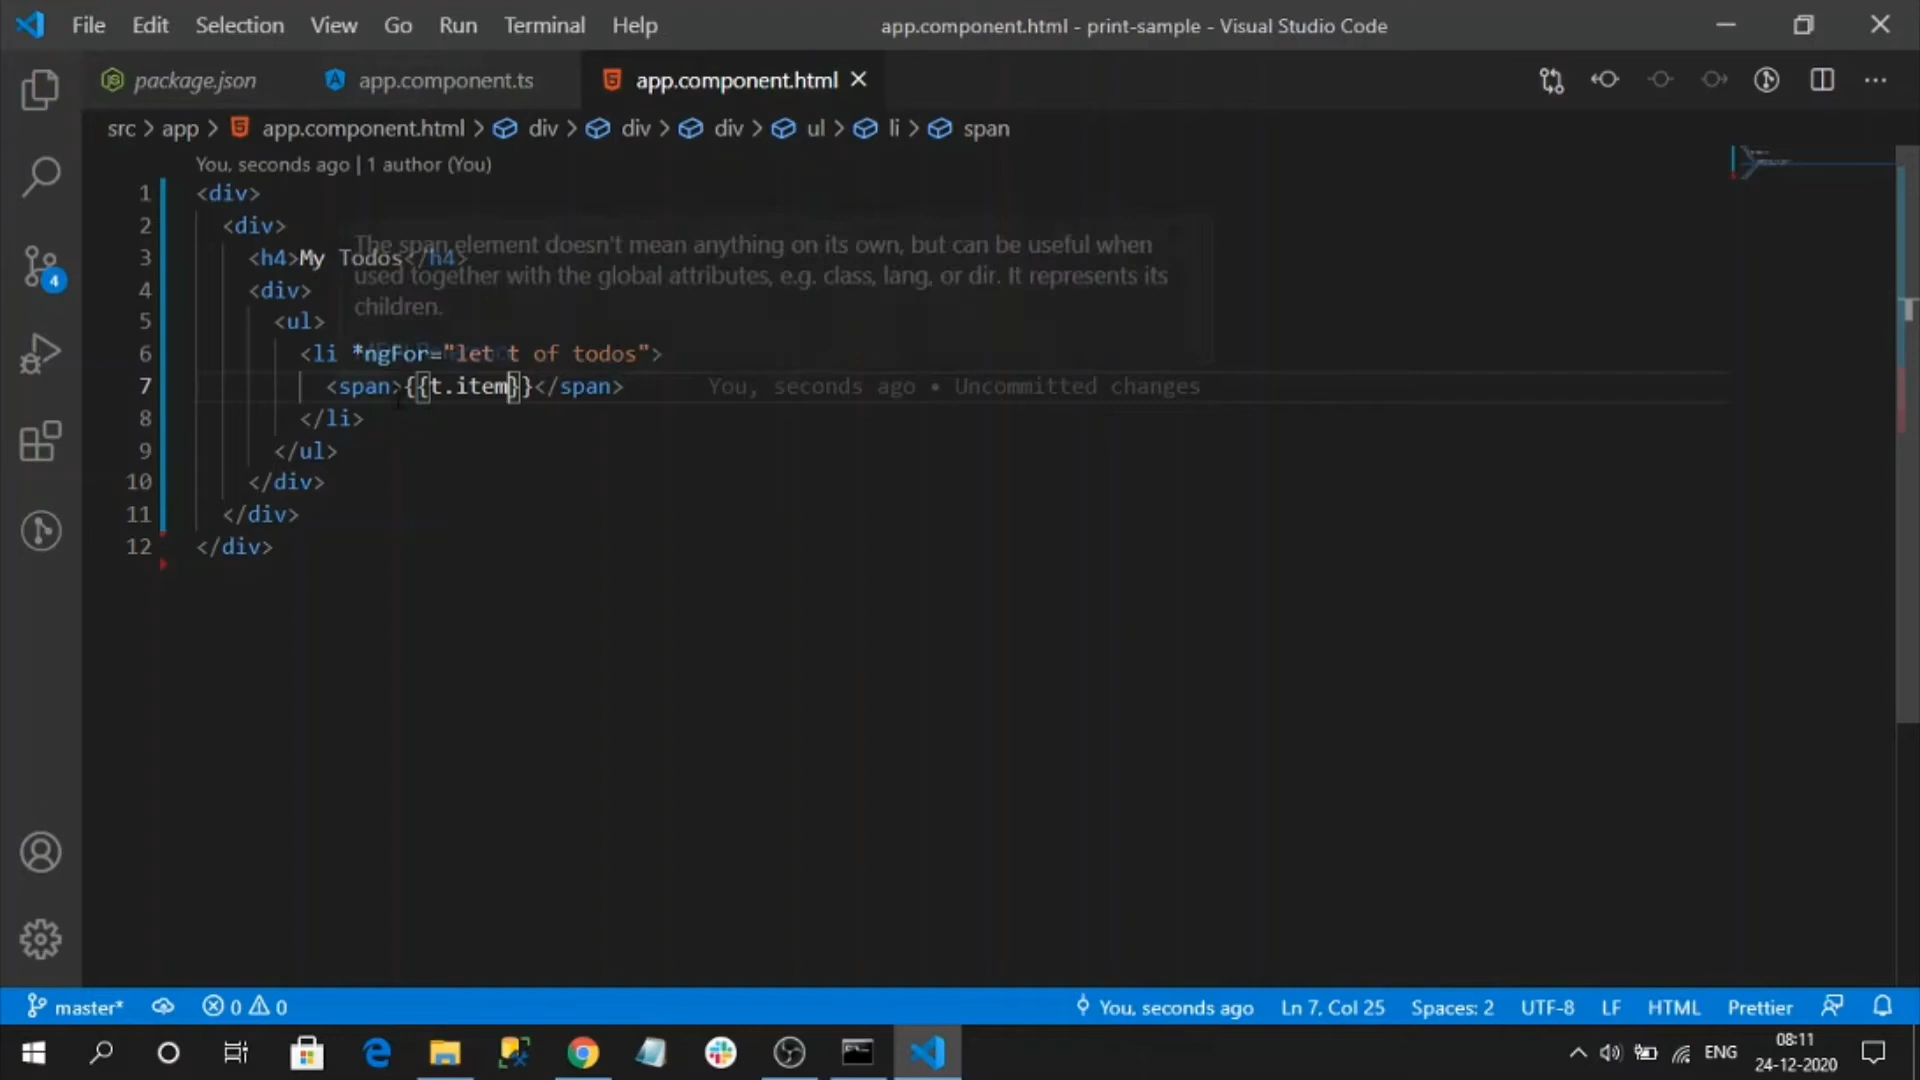 File Edit Selection View Go Run Terminal Help app.component.html - print-sample - Visual Studio Code
package.json app.component.ts app.component.html
src > app > app.component.html > div > div > div > ul > li > span
You, seconds ago | 1 author (You)
1 <div>
2 <div>
The span element doesn't mean anything on its own, but can be useful when
3 <h4>My Todos</h4>
used together with the global attributes, e.g. class, lang, or dir. It represents its
4 <div>
children.
5 <ul>
6 <li *ngFor="let t of todos">
7 <span>{{t.item}}</span> You, seconds ago • Uncommitted changes
8 </li>
9 </ul>
10 </div>
11 </div>
12 </div>
4
master* 0 0 You, seconds ago Ln 7, Col 25 Spaces: 2 UTF-8 LF HTML Prettier
ENG 08:11
24-12-2020